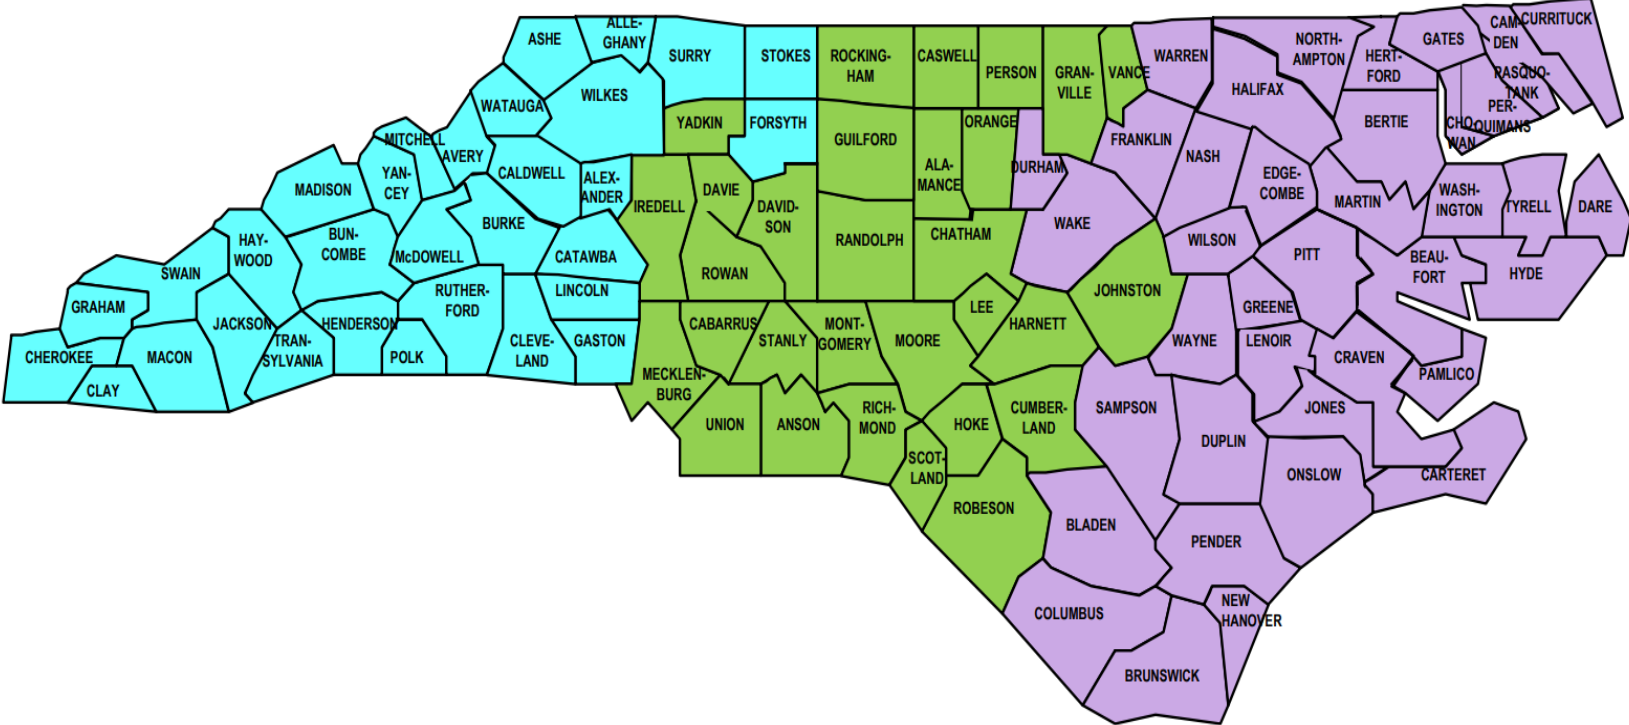 ASHE
ALLE-
GHANY
SURRY
STOKES
ROCKING-
HAM
CASWELL
PERSON
GRAN-
VILLE
VANCE
WARREN
NORTH-
AMPTON
HERT-
FORD
GATES
CAM-
DEN
CURRITUCK
WATAUGA
WILKES
YADKIN
FORSYTH
GUILFORD
ALA-
MANCE
ORANGE
DURHAM
FRANKLIN
HALIFAX
NASH
EDGE-
COMBE
BERTIE
CHO-
WAN
PER-
QUIMANS
PASQUO-
TANK
MITCHELL
AVERY
YAN-
CEY
MADISON
CALDWELL
ALEX-
ANDER
IREDELL
DAVIE
DAVID-
SON
RANDOLPH
CHATHAM
WAKE
WILSON
MARTIN
WASH-
INGTON
TYRELL
DARE
HAY-
WOOD
BUN-
COMBE
McDOWELL
BURKE
CATAWBA
ROWAN
JOHNSTON
PITT
BEAU-
FORT
HYDE
SWAIN
GRAHAM
JACKSON
HENDERSON
RUTHER-
FORD
LINCOLN
CLEVE-
LAND
GASTON
CABARRUS
STANLY
MONT-
GOMERY
MOORE
LEE
HARNETT
WAYNE
GREENE
LENOIR
CRAVEN
PAMLICO
CHEROKEE
CLAY
MACON
TRAN-
SYLVANIA
POLK
MECKLEN-
BURG
UNION
ANSON
RICH-
MOND
SCOT-
LAND
HOKE
CUMBER-
LAND
SAMPSON
DUPLIN
JONES
ONSLOW
CARTERET
ROBESON
BLADEN
PENDER
COLUMBUS
NEW
HANOVER
BRUNSWICK